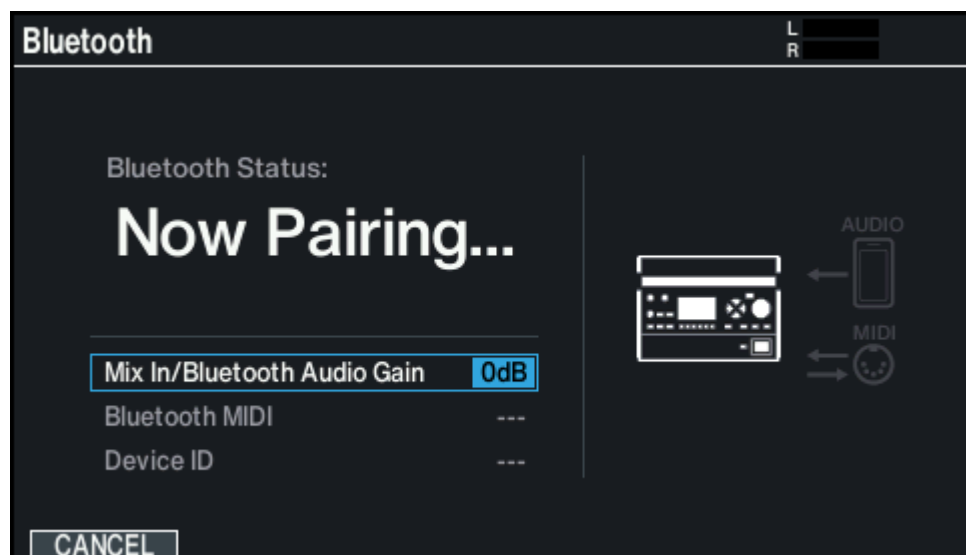 Bluetooth
L
R
Bluetooth Status:
Now Pairing...
Mix In/Bluetooth Audio Gain 0dB
Bluetooth MIDI ---
Device ID ---
AUDIO
MIDI
CANCEL